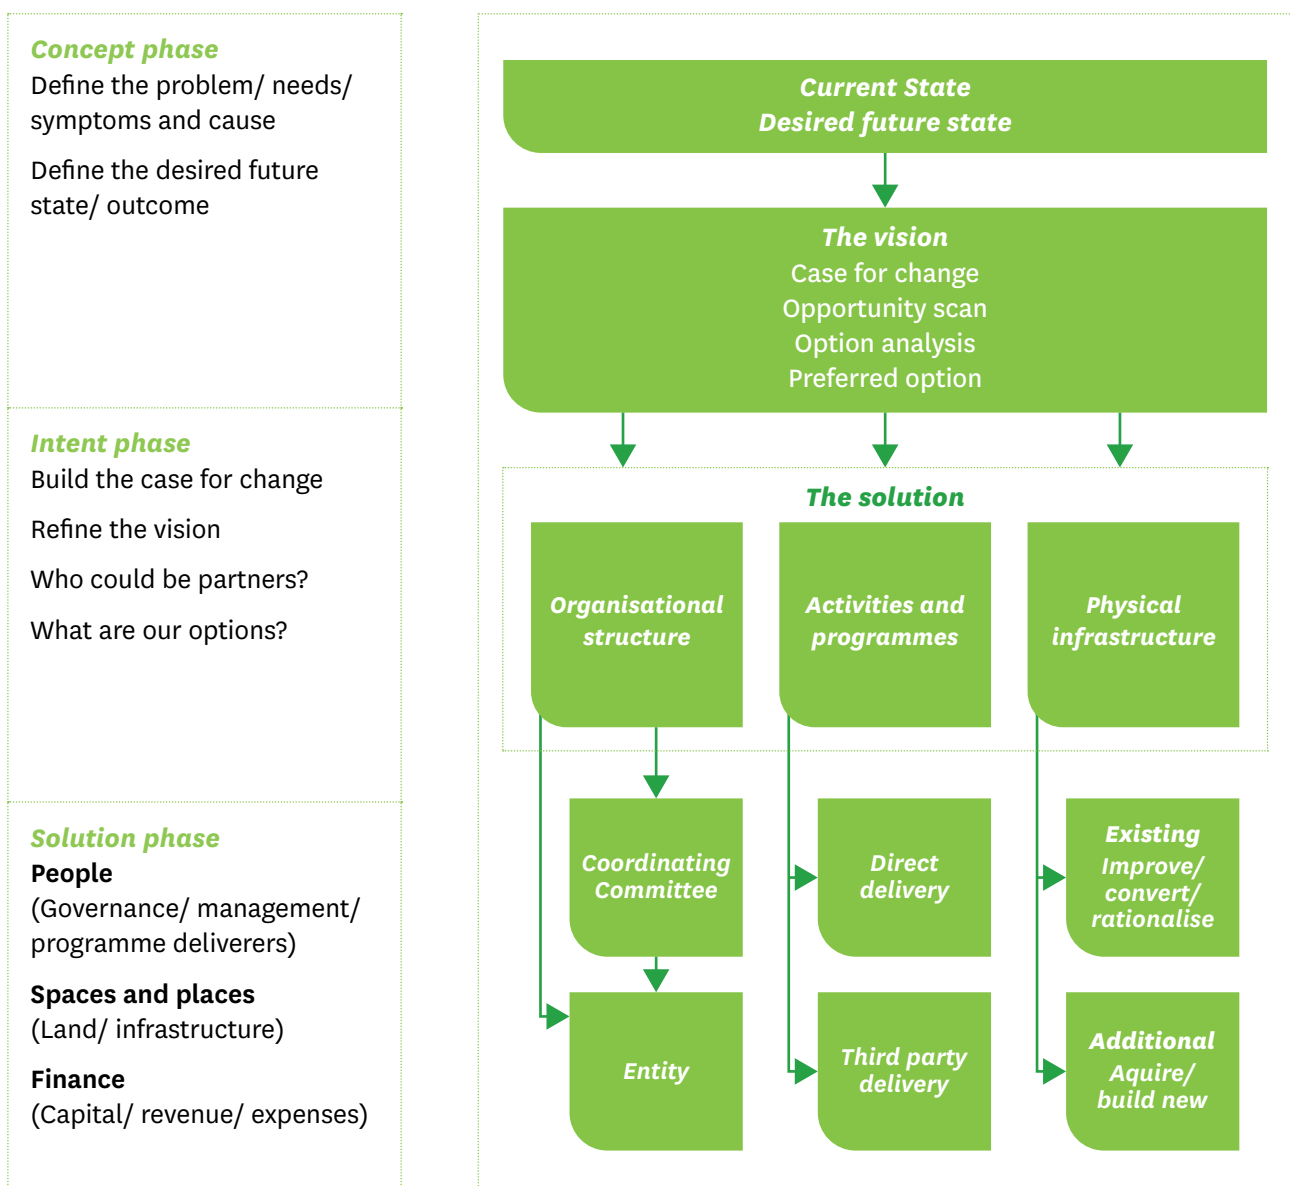 Concept phase
Define the problem/ needs/
symptoms and cause
Define the desired future
state/ outcome
Intent phase
Build the case for change
Refine the vision
Who could be partners?
What are our options?
Solution phase
People
(Governance/ management/
programme deliverers)
Spaces and places
(Land/ infrastructure)
Finance
(Capital/ revenue/ expenses)
Current State
Desired future state
The vision
Case for change
Opportunity scan
Option analysis
Preferred option
The solution
Organisational
structure
Activities and
programmes
Physical
infrastructure
Coordinating
Committee
Direct
delivery
Existing
Improve/
convert/
rationalise
Entity
Third party
delivery
Additional
Aquire/
build new